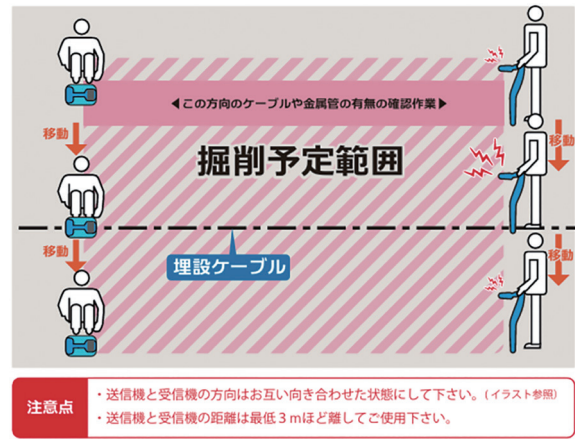 ◀この方向のケーブルや金属管の有無の確認作業▶
移動
移動
掘削予定範囲
移動
移動
埋設ケーブル
注意点
・送信機と受信機の方向はお互い向き合わせた状態にして下さい。(イラスト参照)
・送信機と受信機の距離は最低3mほど離してご使用下さい。